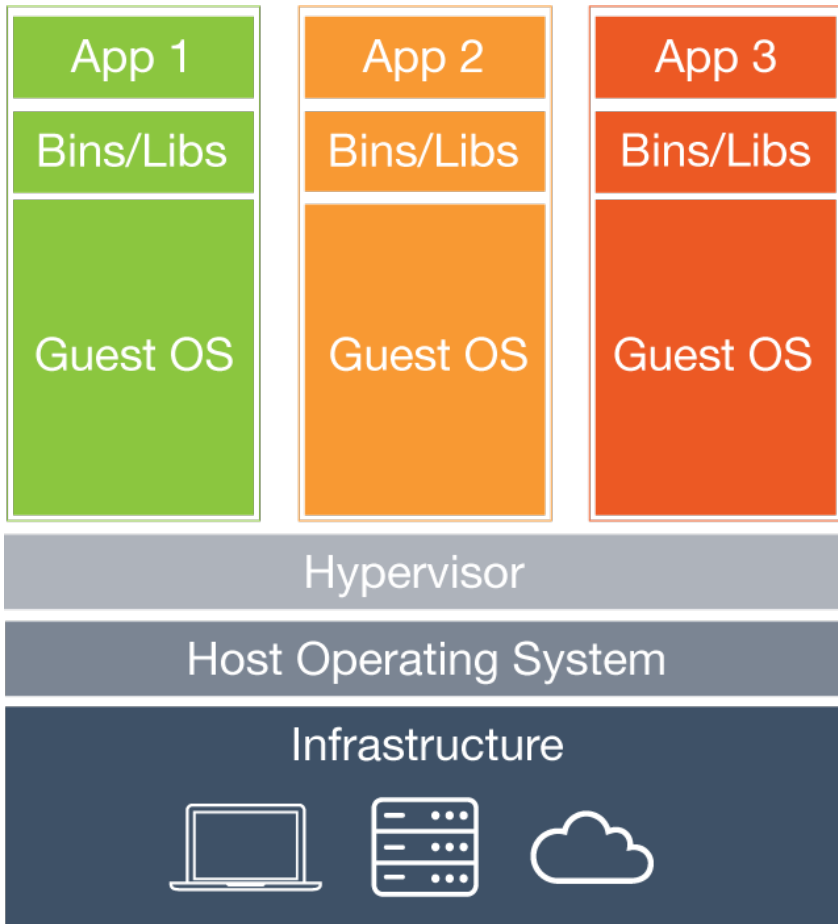 App 1
App 2
App 3
Bins/Libs
Bins/Libs
Bins/Libs
Guest OS
Guest OS
Guest OS
Hypervisor
Host Operating System
Infrastructure